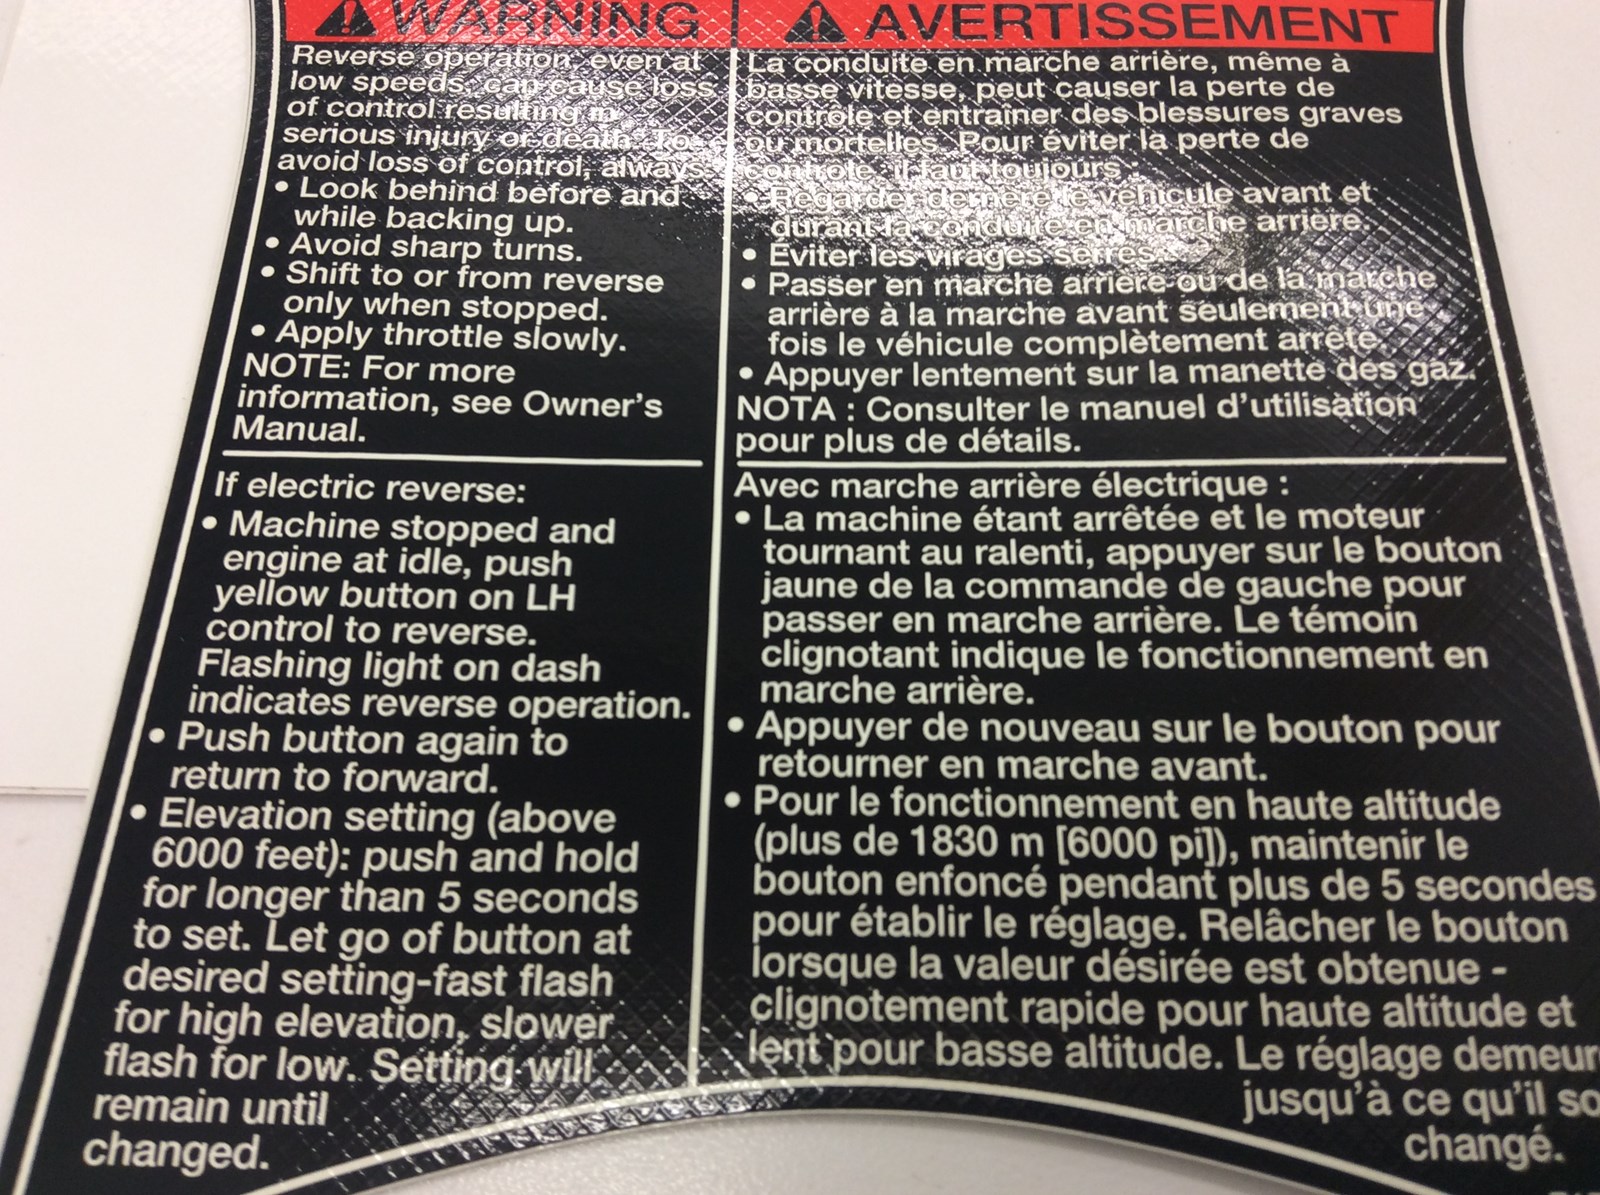 WARNING
Reverse operation, even at
low speeds, can cause loss
of control resulting in
serious injury or death. To
avoid loss of control, always:
• Look behind before and
while backing up.
• Avoid sharp turns.
• Shift to or from reverse
only when stopped.
• Apply throttle slowly.
NOTE: For more
information, see Owner's
Manual.
If electric reverse:
• Machine stopped and
engine at idle, push
yellow button on LH
control to reverse.
Flashing light on dash
indicates reverse operation.
• Push button again to
return to forward.
• Elevation setting (above
6000 feet): push and hold
for longer than 5 seconds
to set. Let go of button at
desired setting-fast flash
for high elevation, slower
flash for low. Setting will
remain until
changed.
AVERTISSEMENT
La conduite en marche arrière, même à
basse vitesse, peut causer la perte de
contrôle et entraîner des blessures graves
ou mortelles. Pour éviter la perte de
contrôle, il faut toujours :
• Regarder derrière le véhicule avant et
durant la conduite en marche arrière.
• Éviter les virages serrés.
• Passer en marche arrière ou de la marche
arrière à la marche avant seulement une
fois le véhicule complètement arrêté
• Appuyer lentement sur la manette des gaz.
NOTA : Consulter le manuel d'utilisation
pour plus de détails.
Avec marche arrière électrique :
• La machine étant arrêtée et le moteur
tournant au ralenti, appuyer sur le bouton
jaune de la commande de gauche pour
passer en marche arrière. Le témoin
clignotant indique le fonctionnement en
marche arrière.
• Appuyer de nouveau sur le bouton pour
retourner en marche avant.
• Pour le fonctionnement en haute altitude
(plus de 1830 m [6000 pi]), maintenir le
bouton enfoncé pendant plus de 5 secondes
pour établir le réglage. Relâcher le bouton
lorsque la valeur désirée est obtenue -
clignotement rapide pour haute altitude et
lent pour basse altitude. Le réglage demeur
jusqu'à ce qu'il so
changé.